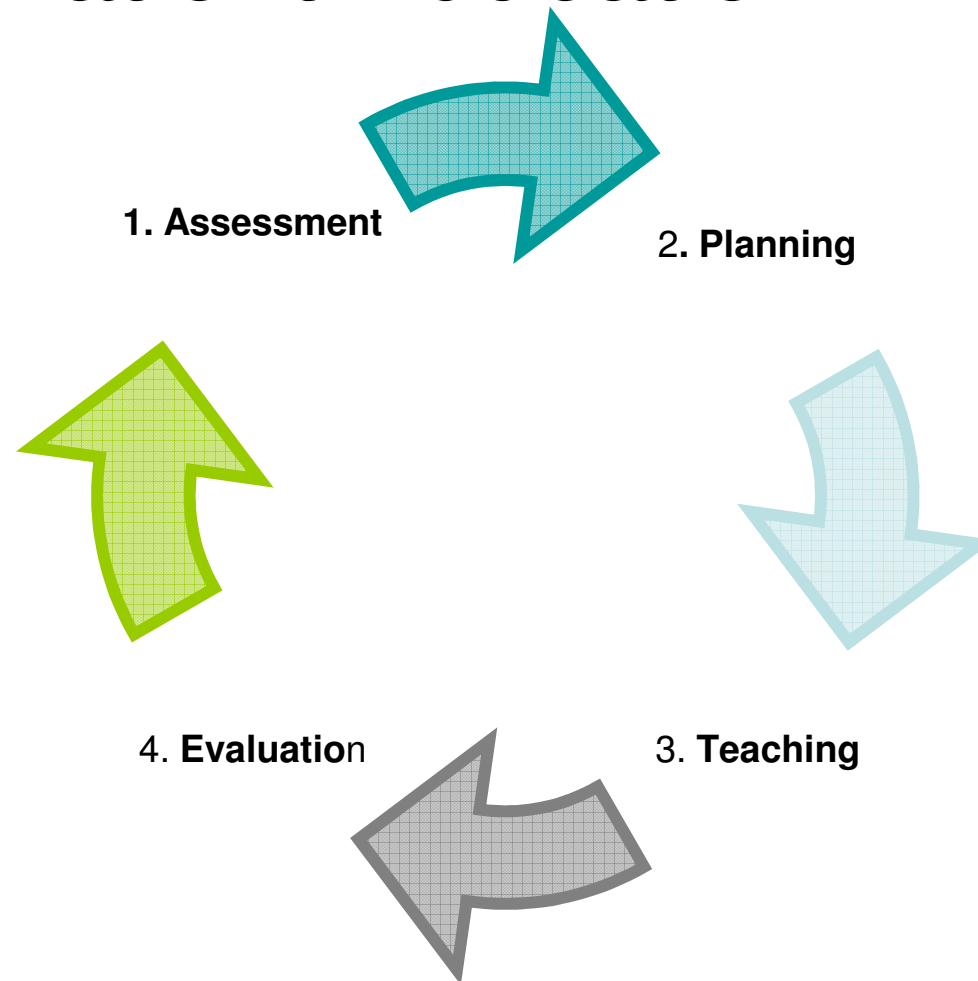 1. Assessment
2. Planning
4. Evaluation
3. Teaching